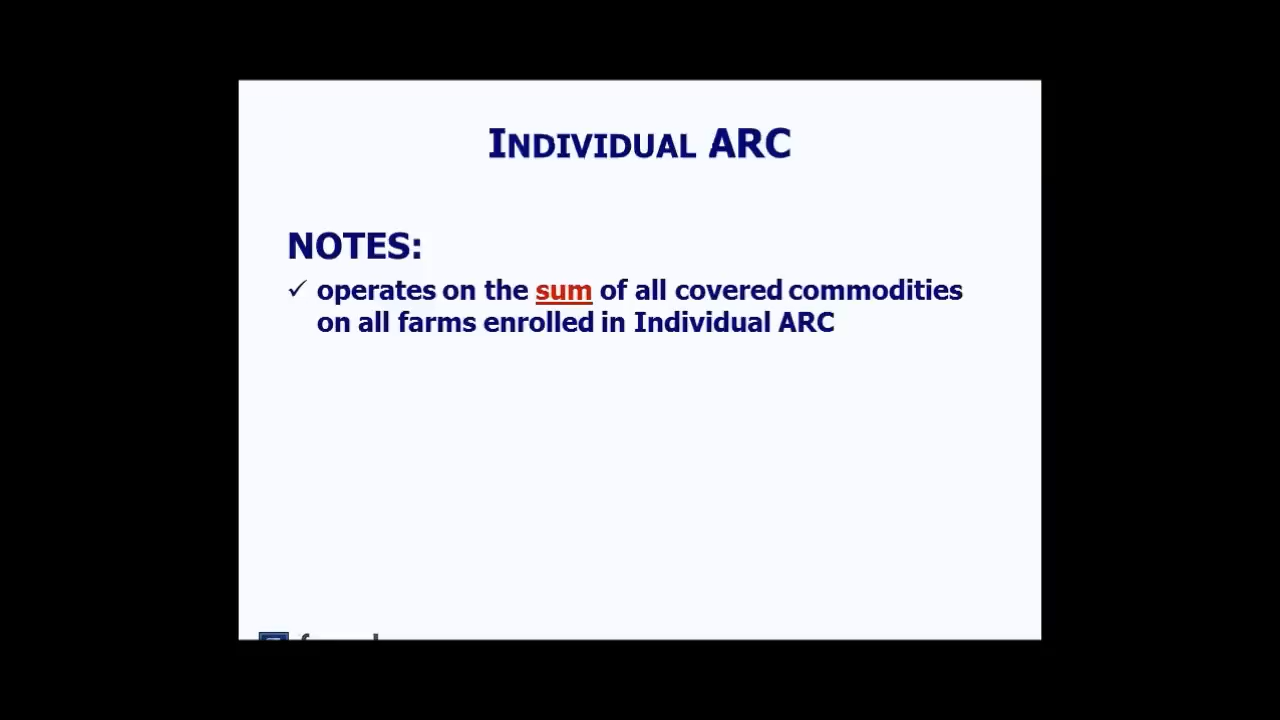 INDIVIDUAL ARC
NOTES:
✓ operates on the sum of all covered commodities
on all farms enrolled in Individual ARC